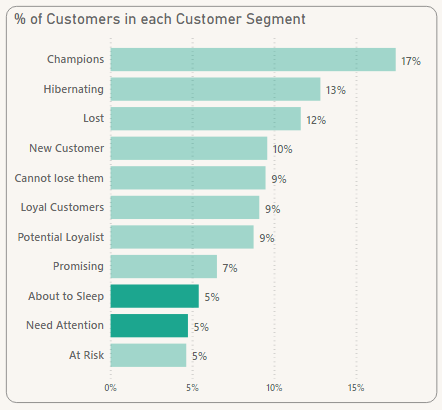 % of Customers in each Customer Segment
Champions 17%
Hibernating 13%
Lost 12%
New Customer 10%
Cannot lose them 9%
Loyal Customers 9%
Potential Loyalist 9%
Promising 7%
About to Sleep 5%
Need Attention 5%
At Risk 5%
0% 5% 10% 15%